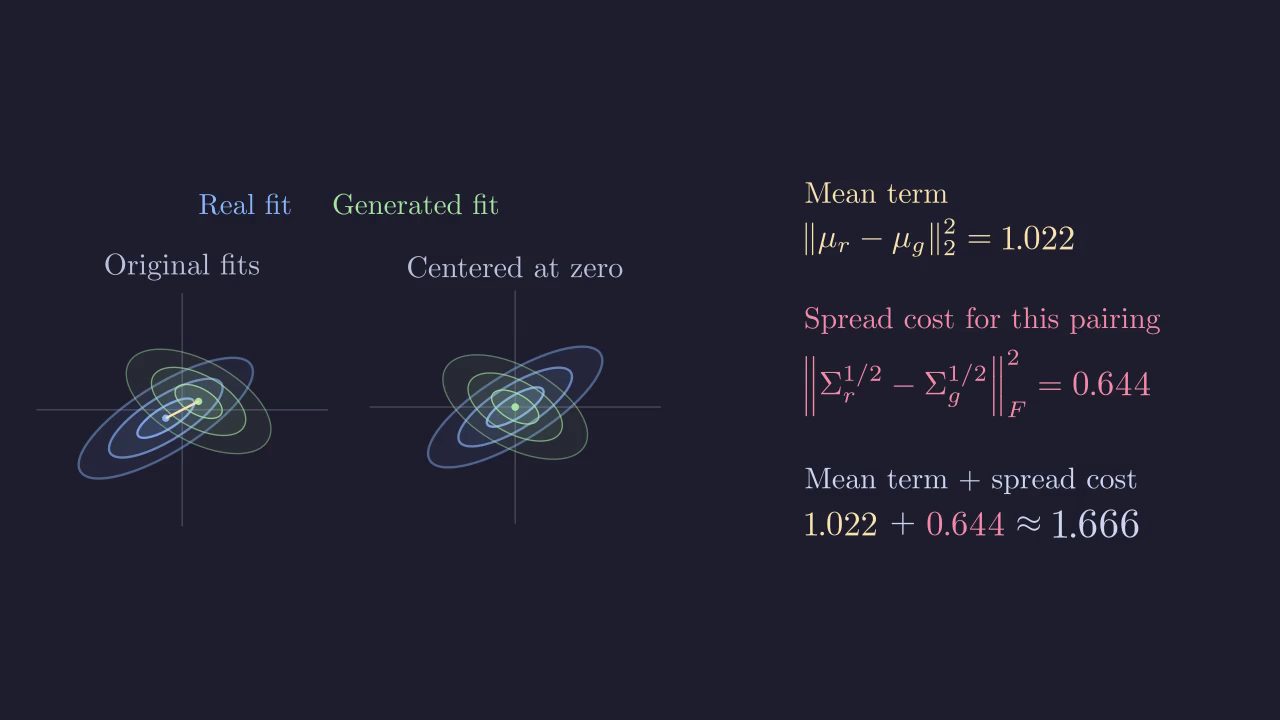 Real fit Generated fit
Original fits
Centered at zero
Mean term
‖μ_r − μ_g‖₂² = 1.022
Spread cost for this pairing
‖Σ_r^{1/2} − Σ_g^{1/2}‖_F² = 0.644
Mean term + spread cost
1.022 + 0.644 ≈ 1.666